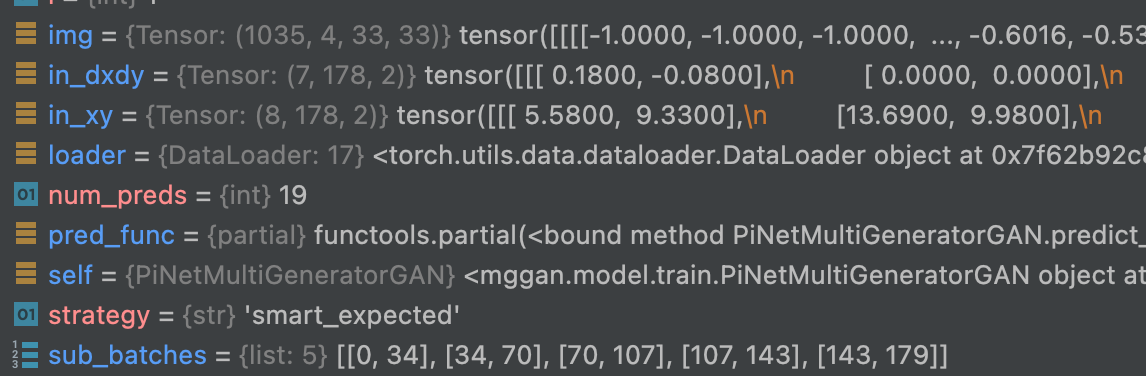 img = {Tensor: (1035, 4, 33, 33)} tensor([[[[-1.0000, -1.0000, -1.0000,  ..., -0.6016, -0.53
in_dxdy = {Tensor: (7, 178, 2)} tensor([[[ 0.1800, -0.0800],\n         [ 0.0000,  0.0000],\n
in_xy = {Tensor: (8, 178, 2)} tensor([[[ 5.5800,  9.3300],\n         [13.6900,  9.9800],\n
loader = {DataLoader: 17} <torch.utils.data.dataloader.DataLoader object at 0x7f62b92c8
01 num_preds = {int} 19
pred_func = {partial} functools.partial(<bound method PiNetMultiGeneratorGAN.predict_
self = {PiNetMultiGeneratorGAN} <mggan.model.train.PiNetMultiGeneratorGAN object at
01 strategy = {str} 'smart_expected'
sub_batches = {list: 5} [[0, 34], [34, 70], [70, 107], [107, 143], [143, 179]]